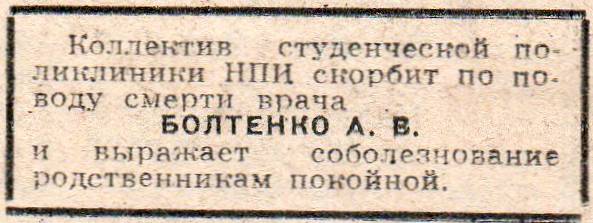 Коллектив студенческой по-
ликлиники НПИ скорбит по по-
воду смерти врача
БОЛТЕНКО А. В.
и выражает соболезнование
родственникам покойной.